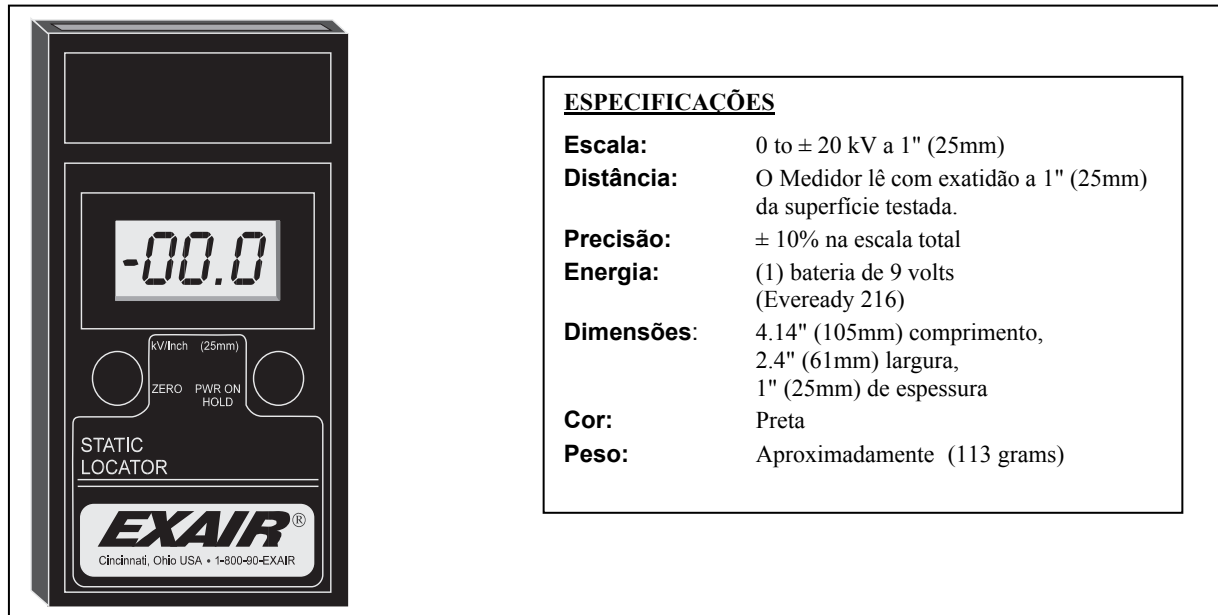 -00.0
kV/Inch (25mm)
ZERO PWR ON
HOLD
STATIC
LOCATOR
EXAIR®
Cincinnati, Ohio USA • 1-800-90-EXAIR
ESPECIFICAÇÕES
Escala: 0 to ± 20 kV a 1" (25mm)
Distância: O Medidor lê com exatidão a 1" (25mm)
da superfície testada.
Precisão: ± 10% na escala total
Energia: (1) bateria de 9 volts
(Eveready 216)
Dimensões: 4.14" (105mm) comprimento,
2.4" (61mm) largura,
1" (25mm) de espessura
Cor: Preta
Peso: Aproximadamente (113 grams)